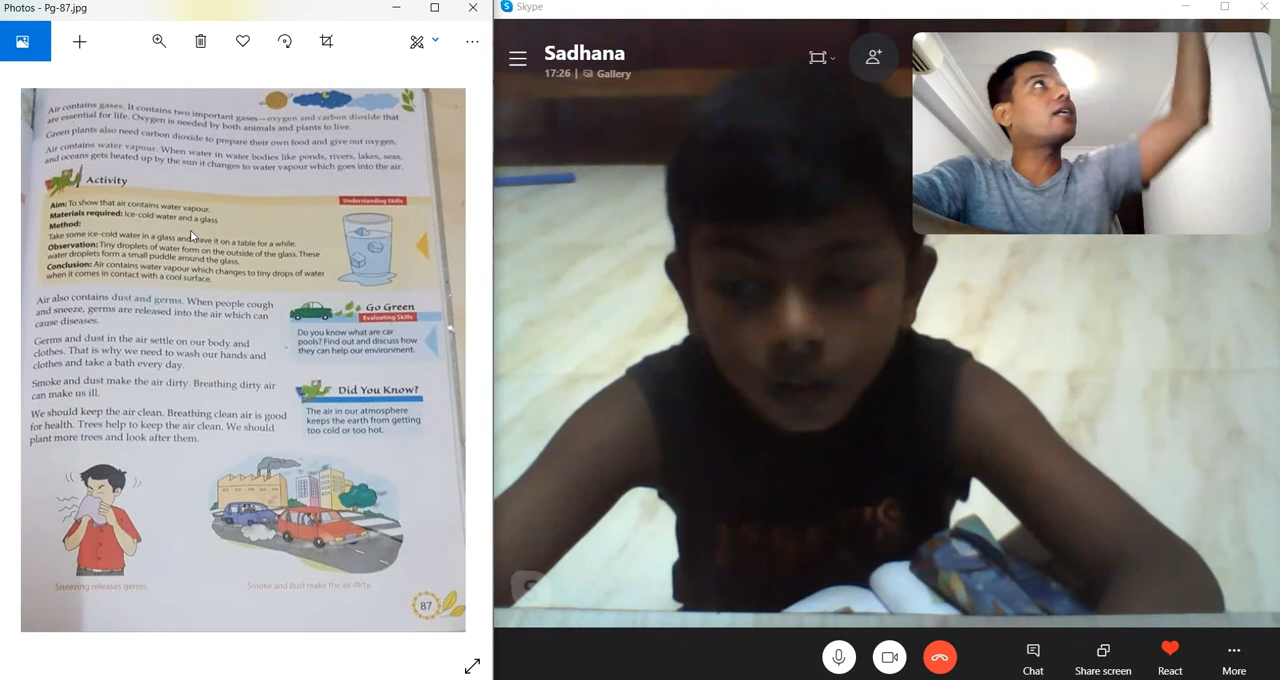 Photos - Pg-87.jpg
Air contains gases. It contains two important gases—oxygen and carbon dioxide that
are essential for life. Oxygen is needed by both animals and plants to live.
Green plants also need carbon dioxide to prepare their own food and give out oxygen.
Air contains water vapour. When water in water bodies like ponds, rivers, lakes, seas,
and oceans gets heated up by the sun it changes to water vapour which goes into the air.
Activity
Understanding Skills
Aim: To show that air contains water vapour.
Materials required: Ice-cold water and a glass
Method:
Take some ice-cold water in a glass and leave it on a table for a while.
Observation: Tiny droplets of water form on the outside of the glass. These
water droplets form a small puddle around the glass.
Conclusion: Air contains water vapour which changes to tiny drops of water
when it comes in contact with a cool surface.
Air also contains dust and germs. When people cough
and sneeze, germs are released into the air which can
cause diseases.
Germs and dust in the air settle on our body and
clothes. That is why we need to wash our hands and
clothes and take a bath every day.
Smoke and dust make the air dirty. Breathing dirty air
can make us ill.
We should keep the air clean. Breathing clean air is good
for health. Trees help to keep the air clean. We should
plant more trees and look after them.
Go Green
Evaluating Skills
Do you know what are car
pools? Find out and discuss how
they can help our environment.
Did You Know?
The air in our atmosphere
keeps the earth from getting
too cold or too hot.
Sneezing releases germs.
Smoke and dust make the air dirty.
87
Skype
Sadhana
17:26 | Gallery
Chat
Share screen
React
More